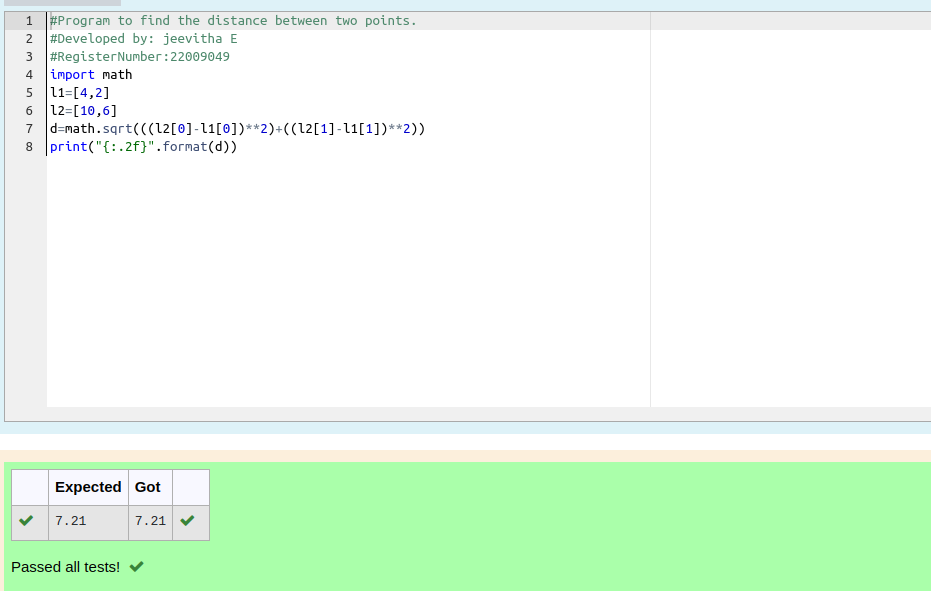 1 #Program to find the distance between two points.
2 #Developed by: jeevitha E
3 #RegisterNumber:22009049
4 import math
5 l1=[4,2]
6 l2=[10,6]
7 d=math.sqrt(((l2[0]-l1[0])**2)+((l2[1]-l1[1])**2))
8 print("{:.2f}".format(d))
Expected Got
7.21 7.21
Passed all tests!